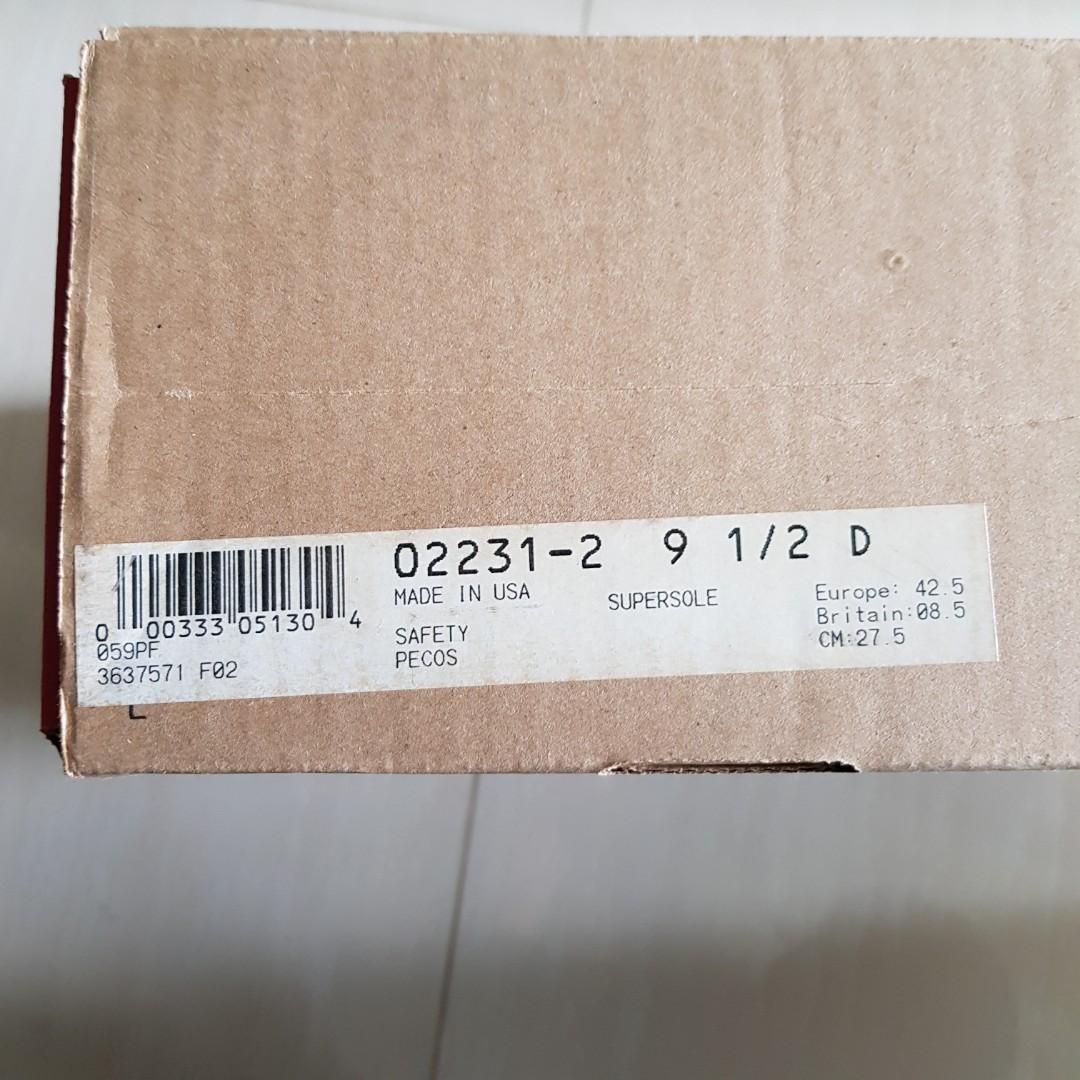 02231-2 9 1/2 D
MADE IN USA SUPERSOLE Europe: 42.5
Britain:08.5
0 00333 05130 4
SAFETY CM:27.5
059PF
PECOS
3637571 F02
L